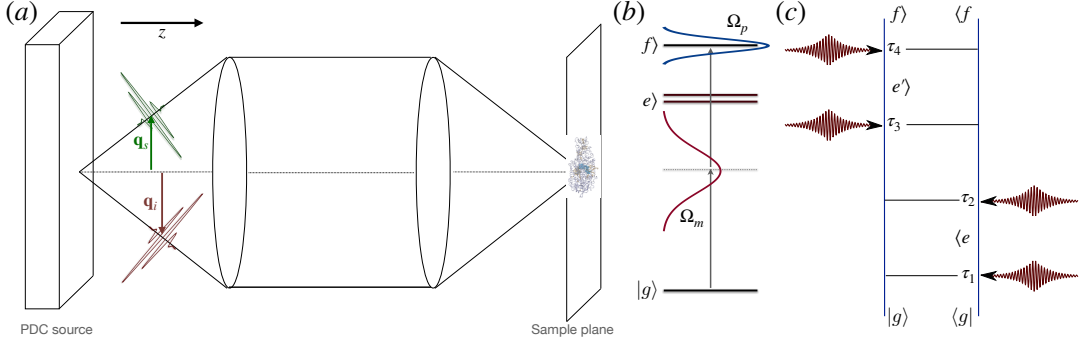 (a)
z
q_s
q_i
PDC source
Sample plane
(b)
Ω_p
f⟩
e⟩
Ω_m
|g⟩
(c)
f⟩
⟨f
τ_4
e'⟩
τ_3
τ_2
⟨e
τ_1
|g⟩
⟨g|